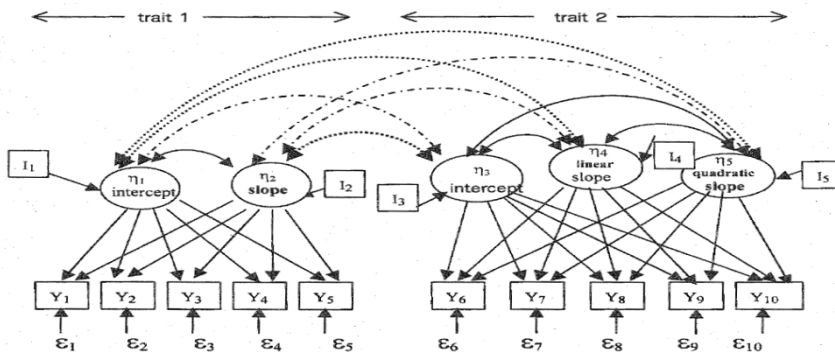 trait 1 trait 2
I₁ η₁ intercept η₂ slope I₂ I₃ η₃ intercept η₄ linear slope I₄ η₅ quadratic slope I₅
Y₁ Y₂ Y₃ Y₄ Y₅ Y₆ Y₇ Y₈ Y₉ Y₁₀
ε₁ ε₂ ε₃ ε₄ ε₅ ε₆ ε₇ ε₈ ε₉ ε₁₀